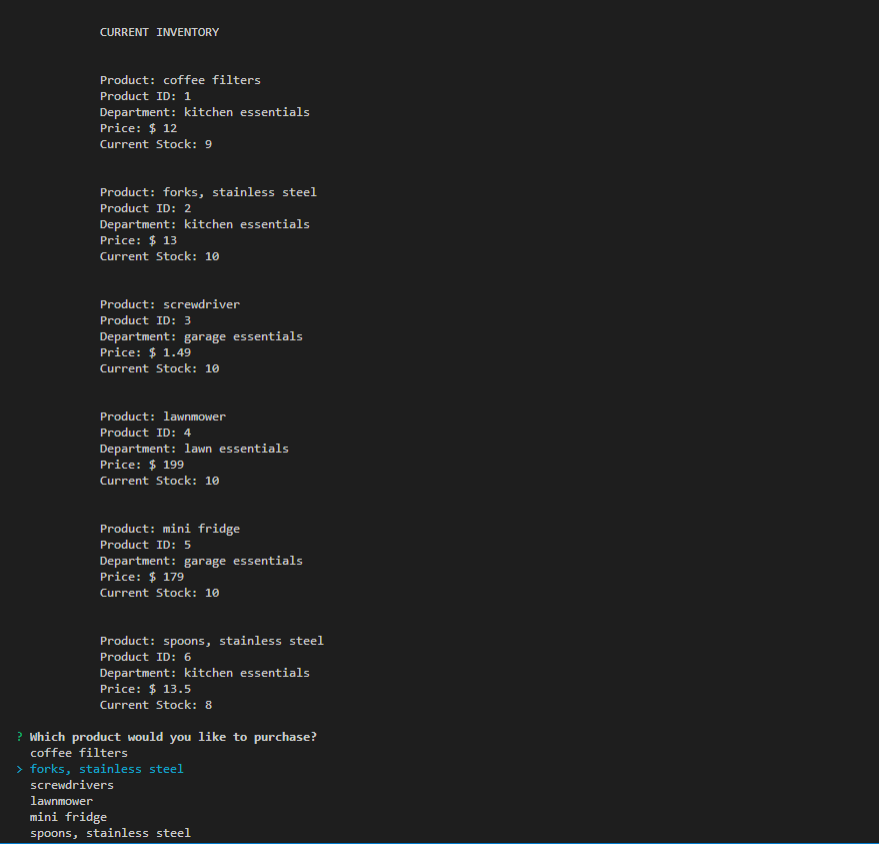 CURRENT INVENTORY
Product: coffee filters
Product ID: 1
Department: kitchen essentials
Price: $ 12
Current Stock: 9
Product: forks, stainless steel
Product ID: 2
Department: kitchen essentials
Price: $ 13
Current Stock: 10
Product: screwdriver
Product ID: 3
Department: garage essentials
Price: $ 1.49
Current Stock: 10
Product: lawnmower
Product ID: 4
Department: lawn essentials
Price: $ 199
Current Stock: 10
Product: mini fridge
Product ID: 5
Department: garage essentials
Price: $ 179
Current Stock: 10
Product: spoons, stainless steel
Product ID: 6
Department: kitchen essentials
Price: $ 13.5
Current Stock: 8
? Which product would you like to purchase?
coffee filters
> forks, stainless steel
screwdrivers
lawnmower
mini fridge
spoons, stainless steel